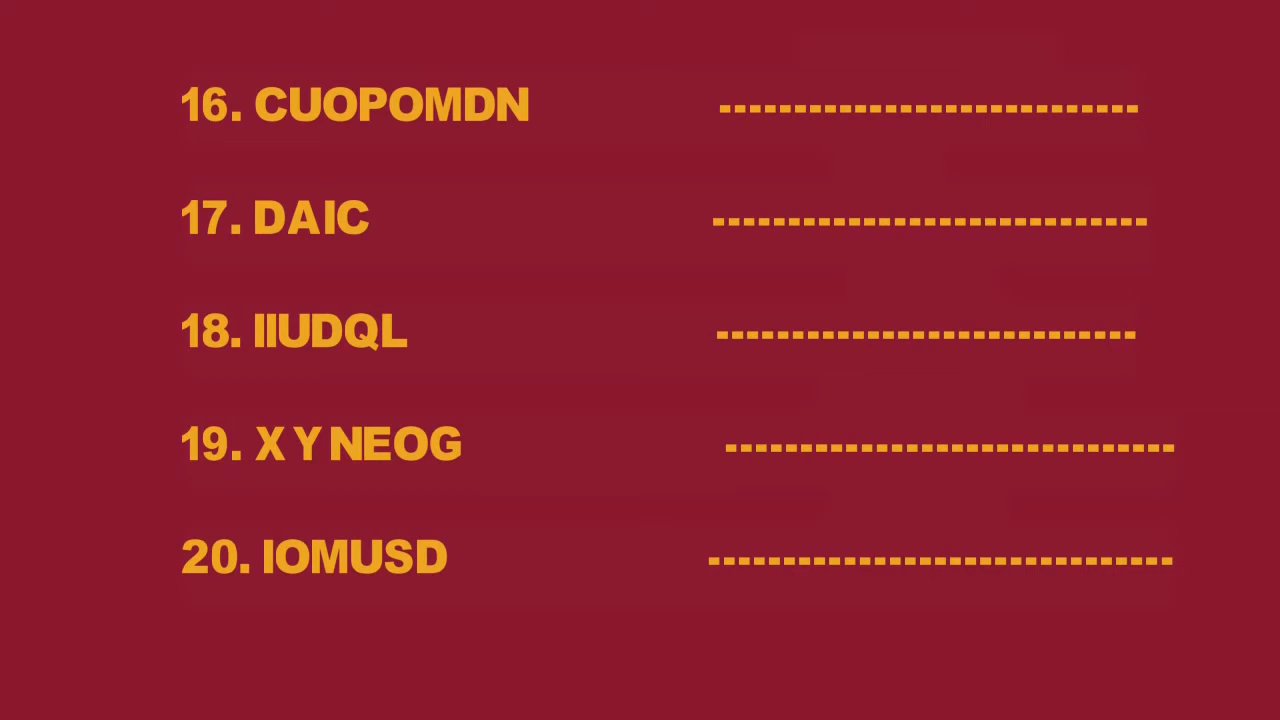 16. CUOPOMDN --------------------------
17. DAIC --------------------------
18. IIUDQL --------------------------
19. X Y NEOG --------------------------
20. IOMUSD --------------------------